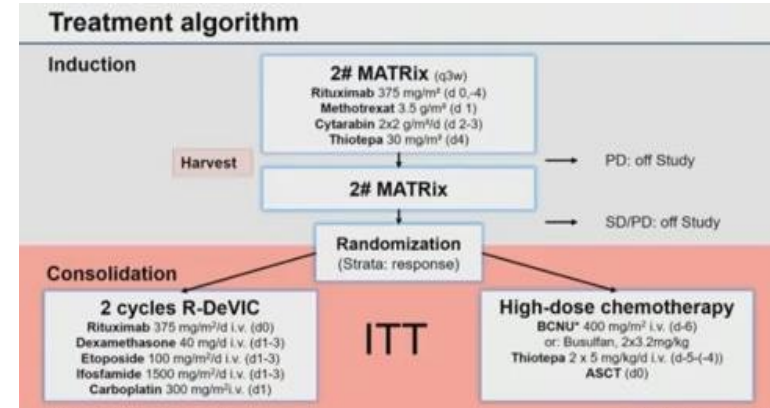 Treatment algorithm
Induction
2# MATRix (q3w)
Rituximab 375 mg/m² (d 0,-4)
Methotrexat 3.5 g/m² (d 1)
Cytarabin 2x2 g/m²/d (d 2-3)
Thiotepa 30 mg/m² (d4)
Harvest
PD: off Study
2# MATRix
SD/PD: off Study
Randomization
(Strata: response)
Consolidation
2 cycles R-DeVIC
Rituximab 375 mg/m²/d i.v. (d0)
Dexamethasone 40 mg/d i.v. (d1-3)
Etoposide 100 mg/m²/d i.v. (d1-3)
Ifosfamide 1500 mg/m²/d i.v. (d1-3)
Carboplatin 300 mg/m²i.v. (d1)
ITT
High-dose chemotherapy
BCNU* 400 mg/m² i.v. (d-6)
or: Busulfan, 2x3.2mg/kg
Thiotepa 2 x 5 mg/kg/d i.v. (d-5-(-4))
ASCT (d0)